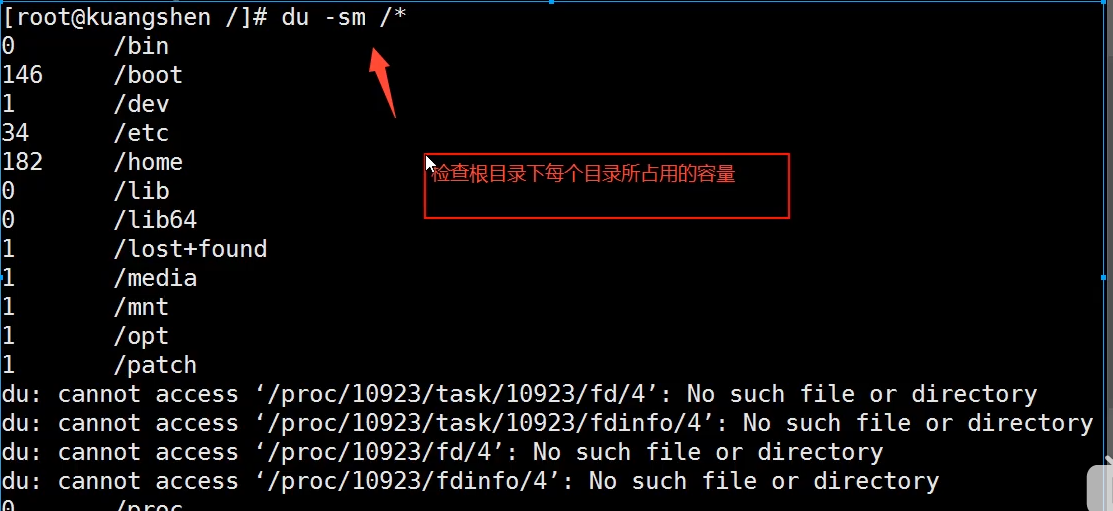 [root@kuangshen /]# du -sm /*
0 /bin
146 /boot
1 /dev
34 /etc
182 /home
检查根目录下每个目录所占用的容量
0 /lib
0 /lib64
1 /lost+found
1 /media
1 /mnt
1 /opt
1 /patch
du: cannot access ‘/proc/10923/task/10923/fd/4’: No such file or directory
du: cannot access ‘/proc/10923/task/10923/fdinfo/4’: No such file or directory
du: cannot access ‘/proc/10923/fd/4’: No such file or directory
du: cannot access ‘/proc/10923/fdinfo/4’: No such file or directory
0 /proc